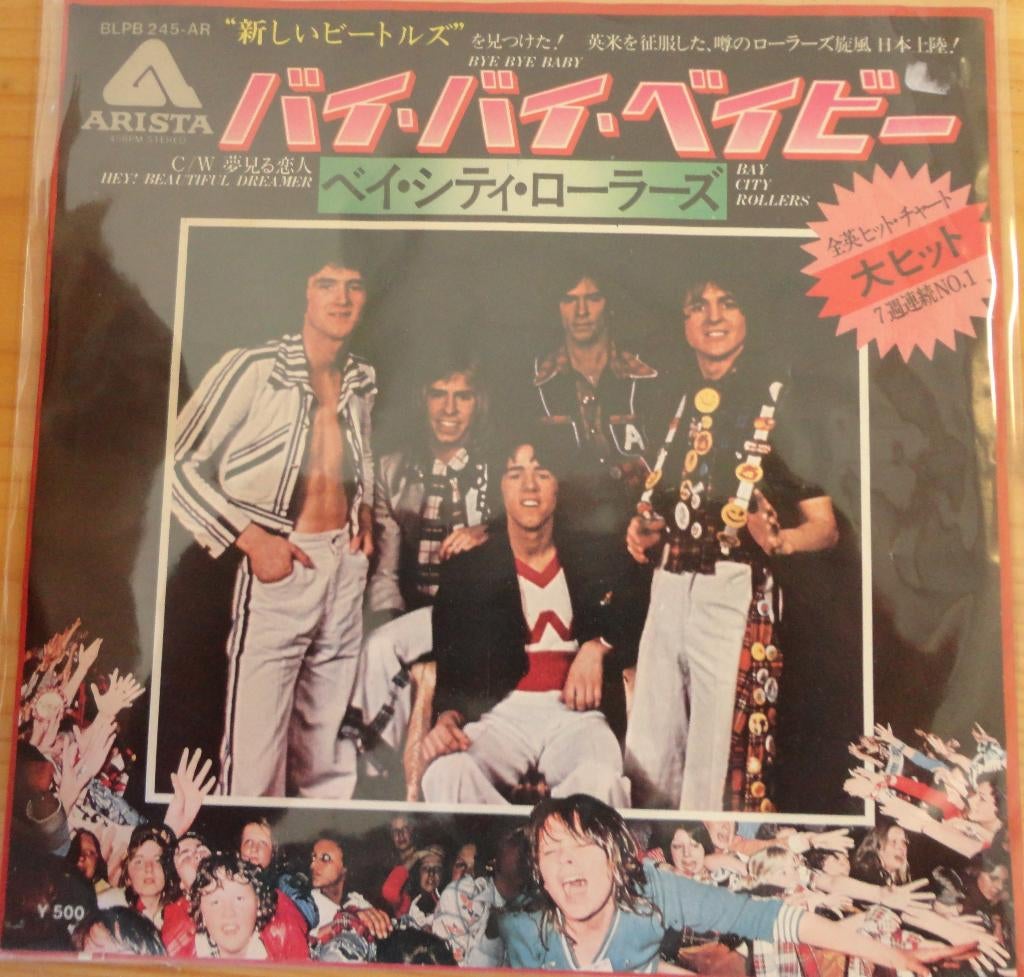 BLPB 245-AR
“新しいビートルズ”を見つけた! 英米を征服した、噂のローラーズ旋風 日本上陸!
BYE BYE BABY
バイ・バイ・ベイビー
ARISTA
45RPM STEREO
C/W 夢見る恋人
HEY! BEAUTIFUL DREAMER
ベイ・シティ・ローラーズ
BAY
CITY
ROLLERS
全英ヒット・チャート
大ヒット
7週連続NO.1
A
¥500